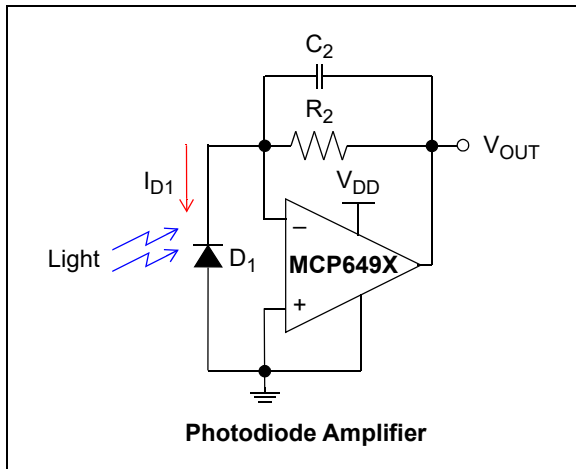 C2
R2
VOUT
ID1
VDD
Light
D1
–
MCP649X
+
Photodiode Amplifier